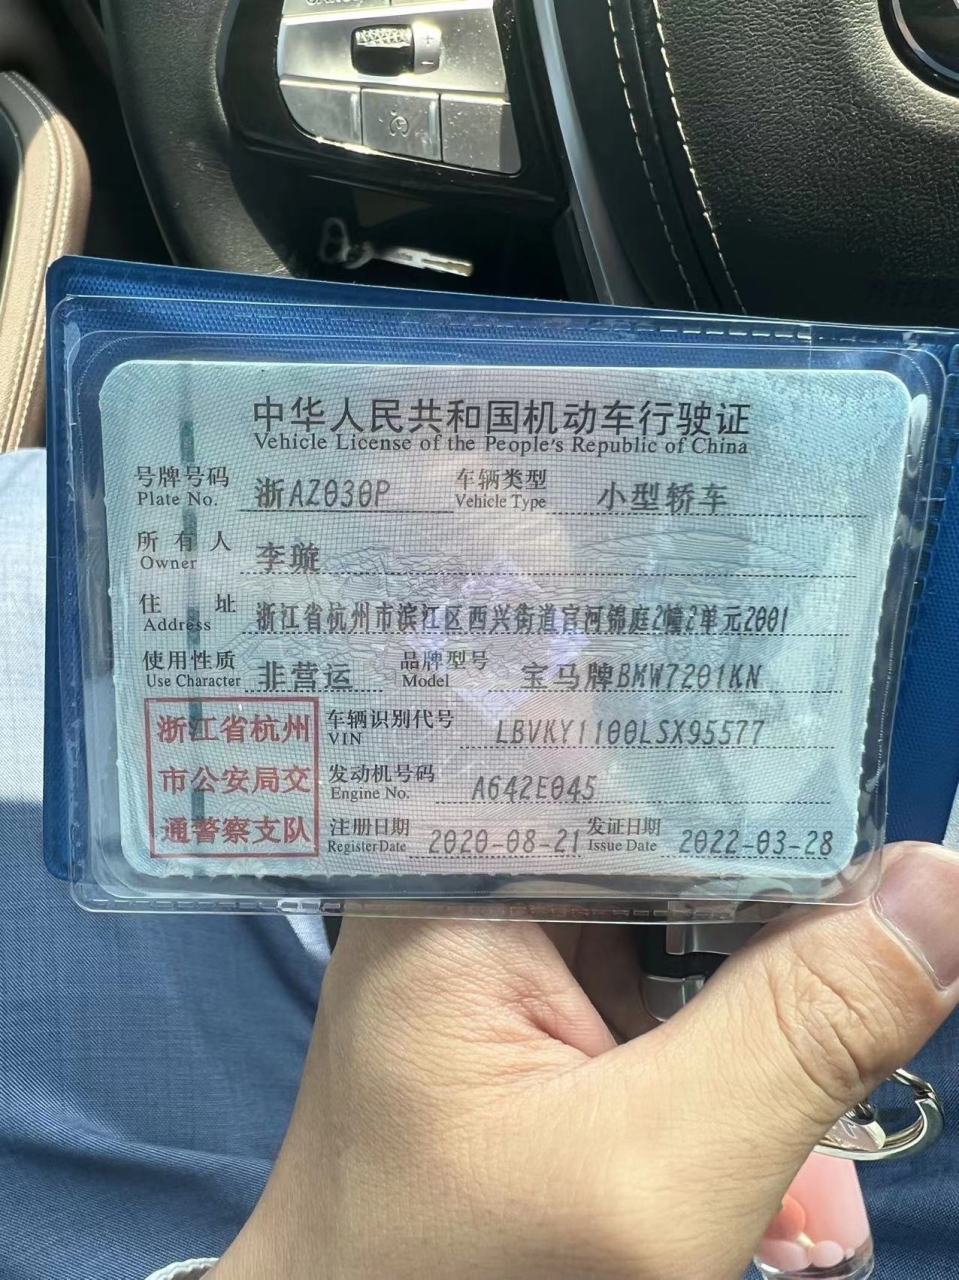 中华人民共和国机动车行驶证
Vehicle License of the People's Republic of China
号牌号码 浙AZ030P 车辆类型 小型轿车
Plate No. Vehicle Type
所有人 李璇
Owner
住址 浙江省杭州市滨江区西兴街道官河锦庭2幢2单元2001
Address
使用性质 非营运 品牌型号 宝马牌BMW7201KN
Use Character Model
浙江省杭州
市公安局交
通警察支队
车辆识别代号 LBVKY1100LSX95577
VIN
发动机号码 A642E045
Engine No.
注册日期 2020-08-21 发证日期 2022-03-28
Register Date Issue Date